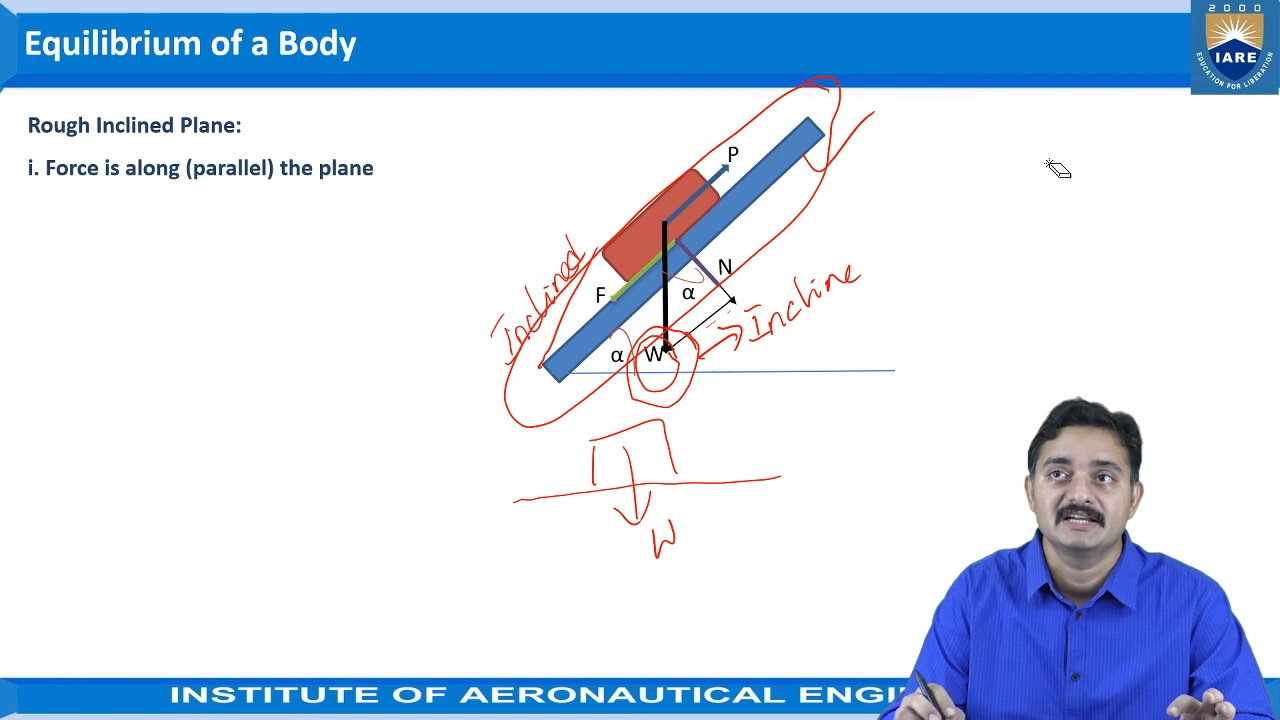 Equilibrium of a Body
2000
IARE
EDUCATION FOR LIBERATION
Rough Inclined Plane:
i. Force is along (parallel) the plane
P
Inclined
N
F
α
Incline
α
W
W
INSTITUTE OF AERONAUTICAL ENGI